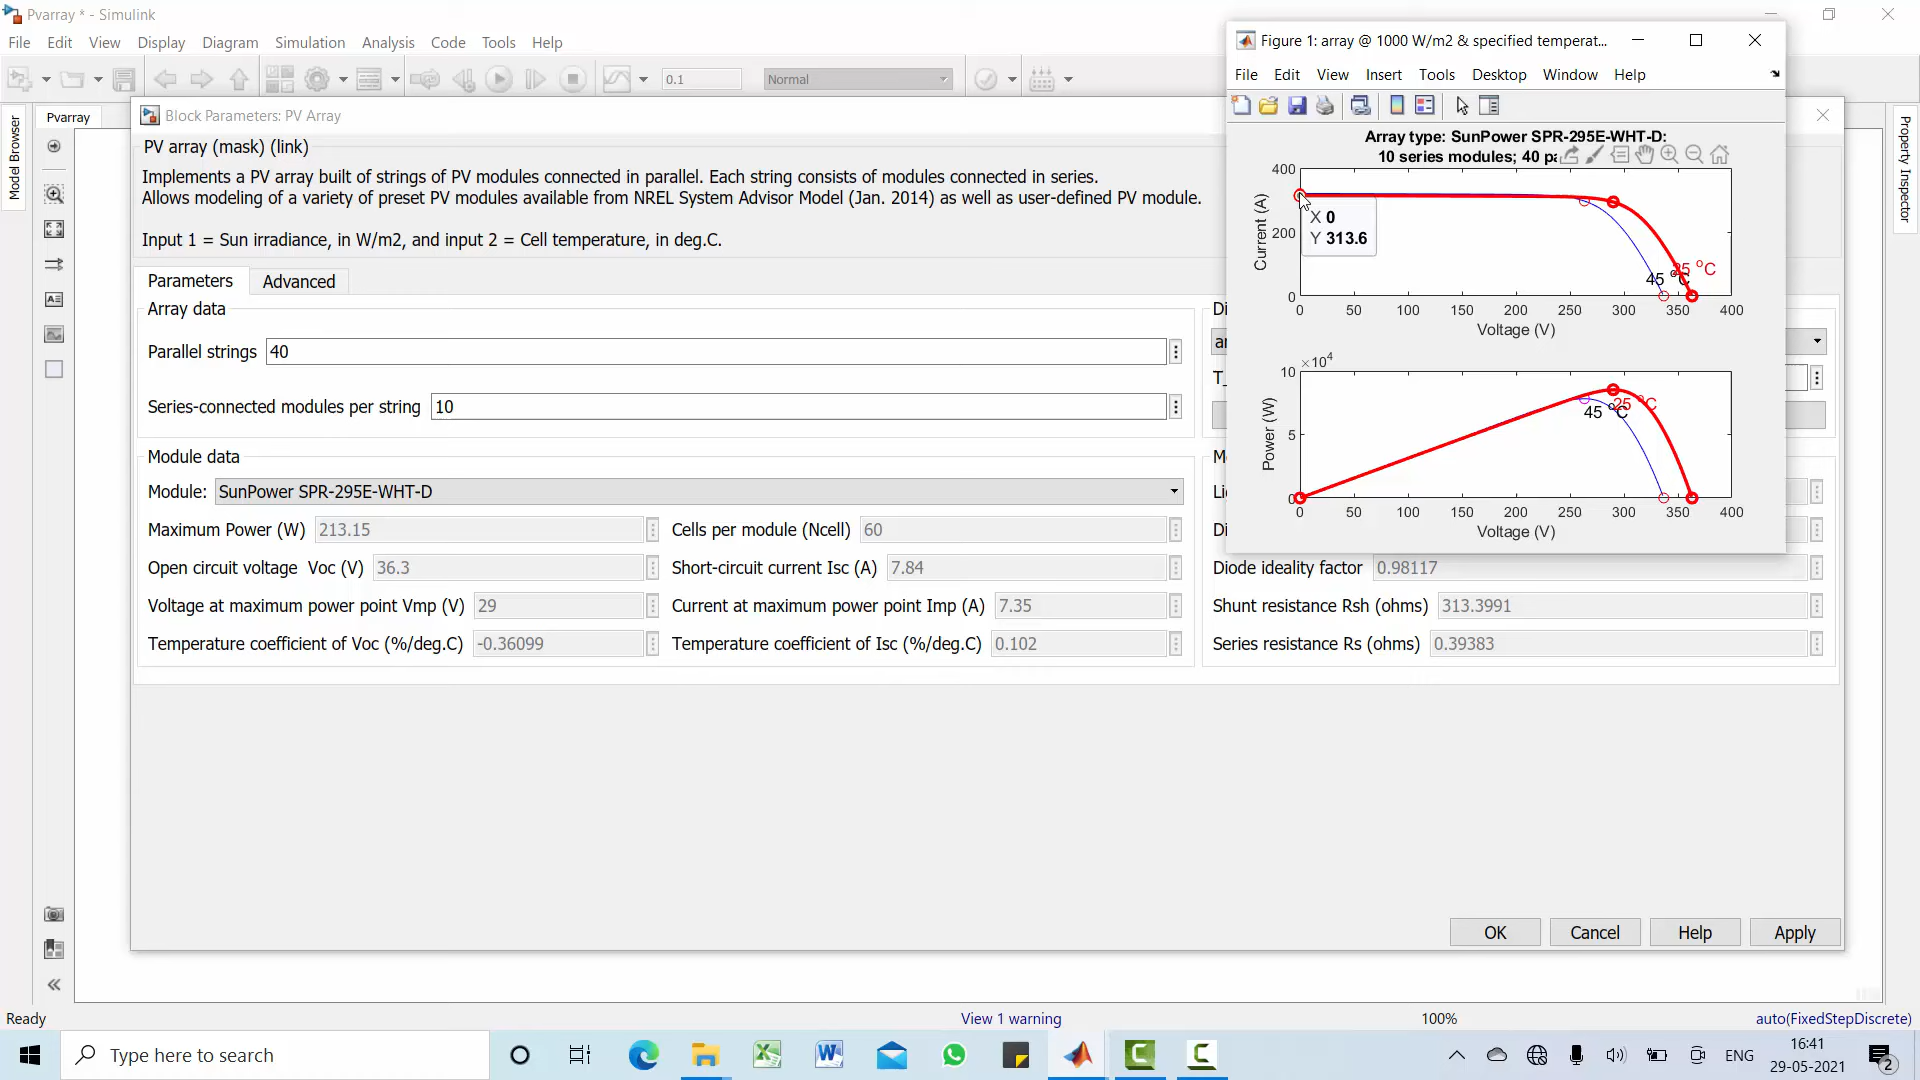 Pvarray * - Simulink
File Edit View Display Diagram Simulation Analysis Code Tools Help
0.1 Normal
Model Browser
Pvarray
Property Inspector
Block Parameters: PV Array
PV array (mask) (link)
Implements a PV array built of strings of PV modules connected in parallel. Each string consists of modules connected in series.
Allows modeling of a variety of preset PV modules available from NREL System Advisor Model (Jan. 2014) as well as user-defined PV module.
Input 1 = Sun irradiance, in W/m2, and input 2 = Cell temperature, in deg.C.
Parameters Advanced
Array data
Parallel strings 40
Series-connected modules per string 10
Module data
Module: SunPower SPR-295E-WHT-D
Maximum Power (W) 213.15 Cells per module (Ncell) 60
Open circuit voltage Voc (V) 36.3 Short-circuit current Isc (A) 7.84
Voltage at maximum power point Vmp (V) 29 Current at maximum power point Imp (A) 7.35
Temperature coefficient of Voc (%/deg.C) -0.36099 Temperature coefficient of Isc (%/deg.C) 0.102
Diode ideality factor 0.98117
Shunt resistance Rsh (ohms) 313.3991
Series resistance Rs (ohms) 0.39383
OK Cancel Help Apply
Figure 1: array @ 1000 W/m2 & specified temperat...
File Edit View Insert Tools Desktop Window Help
Array type: SunPower SPR-295E-WHT-D;
10 series modules; 40 pa
400
200
0
Current (A)
X 0
Y 313.6
45 °C
25 °C
0 50 100 150 200 250 300 350 400
Voltage (V)
×10⁴
10
5
0
Power (W)
45 °C
25 °C
0 50 100 150 200 250 300 350 400
Voltage (V)
Ready View 1 warning 100% auto(FixedStepDiscrete)
Type here to search
ENG
16:41
29-05-2021
2